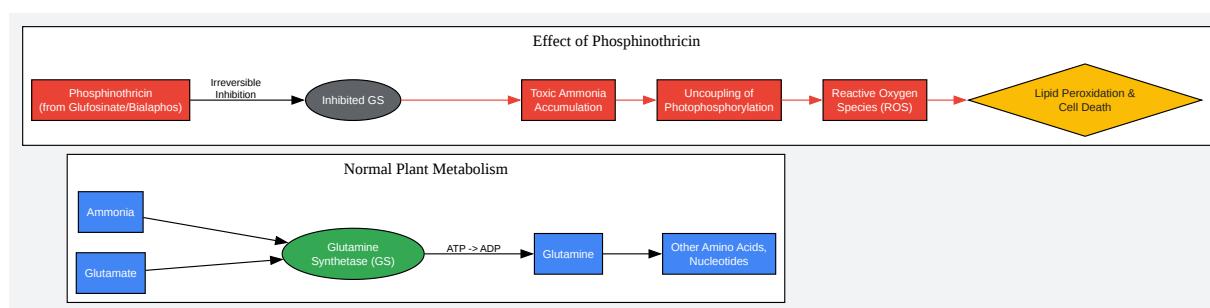 Effect of Phosphinothricin
Phosphinothricin
(from Glufosinate/Bialaphos)
Irreversible
Inhibition
Inhibited GS
Toxic Ammonia
Accumulation
Uncoupling of
Photophosphorylation
Reactive Oxygen
Species (ROS)
Lipid Peroxidation &
Cell Death
Normal Plant Metabolism
Ammonia
Glutamate
Glutamine
Synthetase (GS)
ATP -> ADP
Glutamine
Other Amino Acids,
Nucleotides